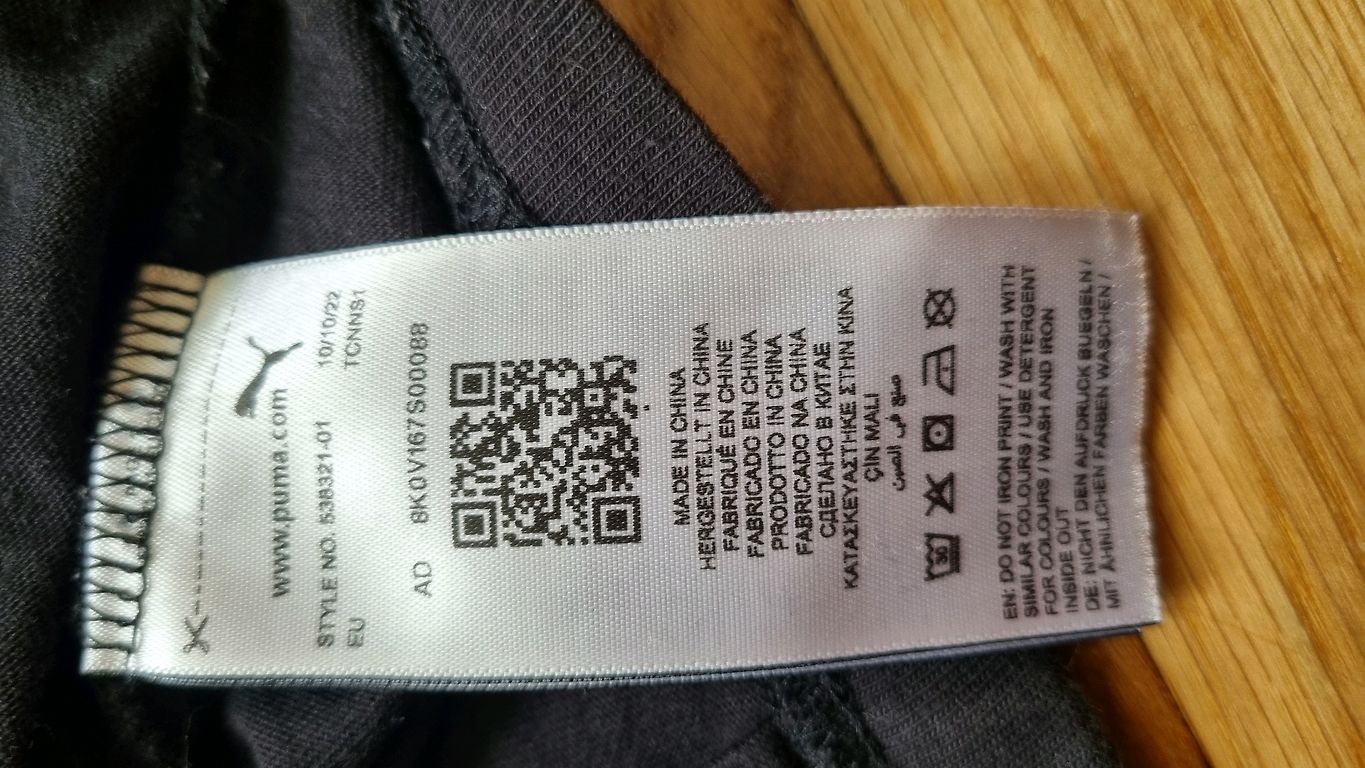 www.puma.com
STYLE NO. 538321-01 10/10/22
EU TCNNS1
AD 8K0V167S00088
MADE IN CHINA
HERGESTELLT IN CHINA
FABRIQUÉ EN CHINE
FABRICADO EN CHINA
PRODOTTO IN CHINA
FABRICADO NA CHINA
СДЕЛАНО В КИТАЕ
ΚΑΤΑΣΚΕΥΑΣΤΗΚΕ ΣΤΗΝ ΚΙΝΑ
ÇİN MALI
صنع في الصين
30
EN: DO NOT IRON PRINT / WASH WITH
SIMILAR COLOURS / USE DETERGENT
FOR COLOURS / WASH AND IRON
INSIDE OUT
DE: NICHT DEN AUFDRUCK BUEGELN /
MIT ÄHNLICHEN FARBEN WASCHEN /